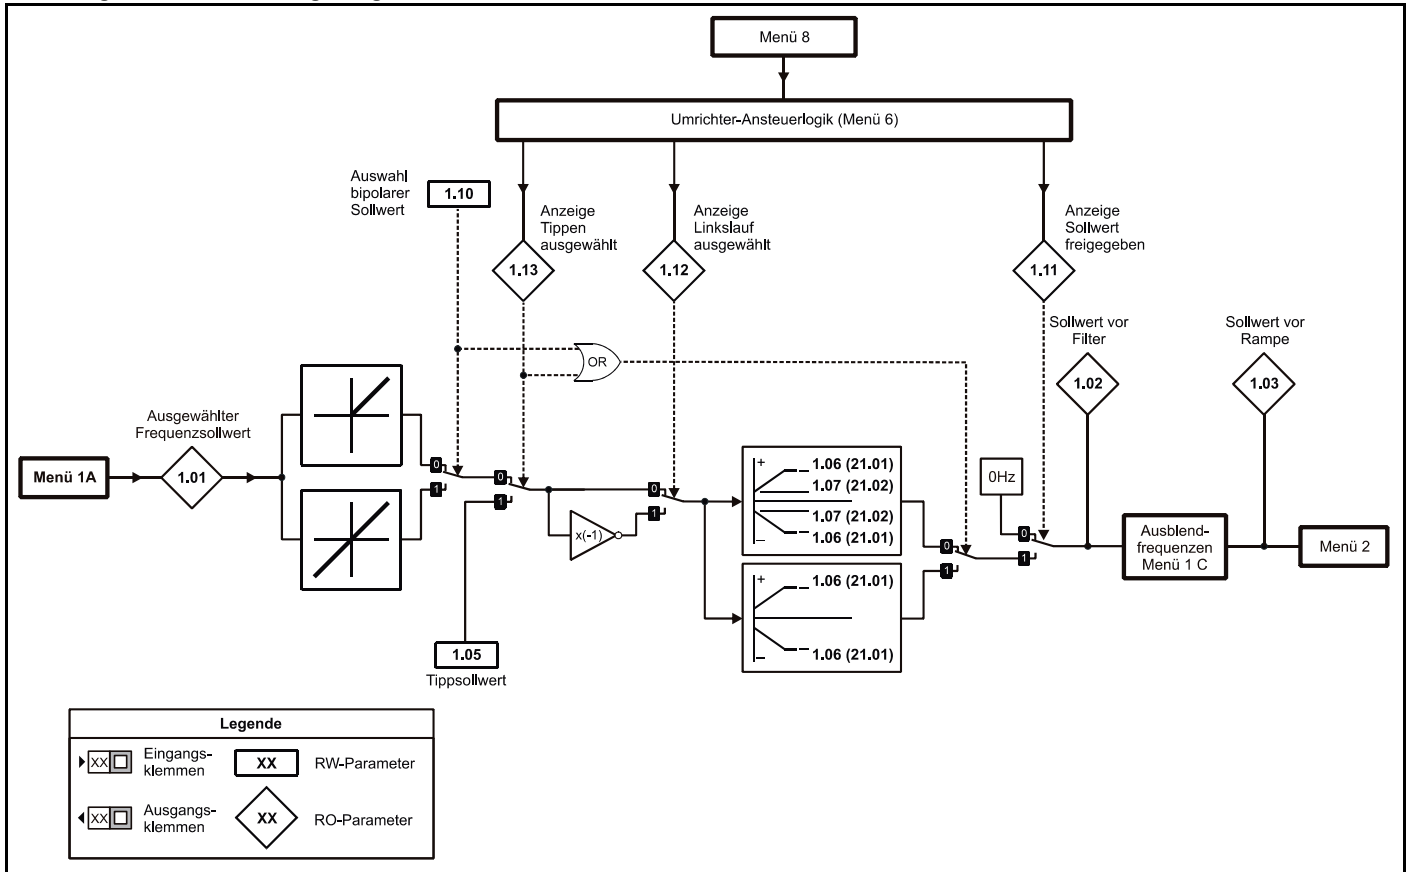 Menü 8
Umrichter-Ansteuerlogik (Menü 6)
Auswahl
bipolarer
Sollwert
1.10
Anzeige
Tippen
ausgewählt
1.13
Anzeige
Linkslauf
ausgewählt
1.12
Anzeige
Sollwert
freigegeben
1.11
Sollwert vor
Filter
1.02
Sollwert vor
Rampe
1.03
OR
Ausgewählter
Frequenzsollwert
Menü 1A
1.01
0
1
0
1
0
1
x(-1)
+
1.06 (21.01)
1.07 (21.02)
1.07 (21.02)
1.06 (21.01)
–
+
1.06 (21.01)
1.06 (21.01)
–
0
1
0Hz
0
1
Ausblend-
frequenzen
Menü 1 C
Menü 2
1.05
Tippsollwert
Legende
XX
Eingangs-
klemmen
XX
RW-Parameter
XX
Ausgangs-
klemmen
XX
RO-Parameter